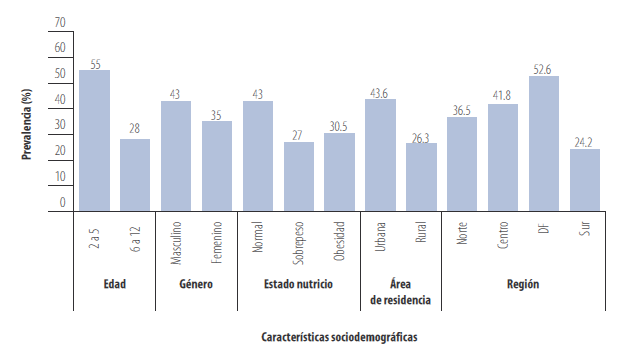 70
60
50
40
30
20
10
0
Prevalencia (%)
55
28
43
35
43
27
30.5
43.6
26.3
36.5
41.8
52.6
24.2
2 a 5
6 a 12
Masculino
Femenino
Normal
Sobrepeso
Obesidad
Urbana
Rural
Norte
Centro
DF
Sur
Edad
Género
Estado nutricio
Área
de residencia
Región
Características sociodemográficas